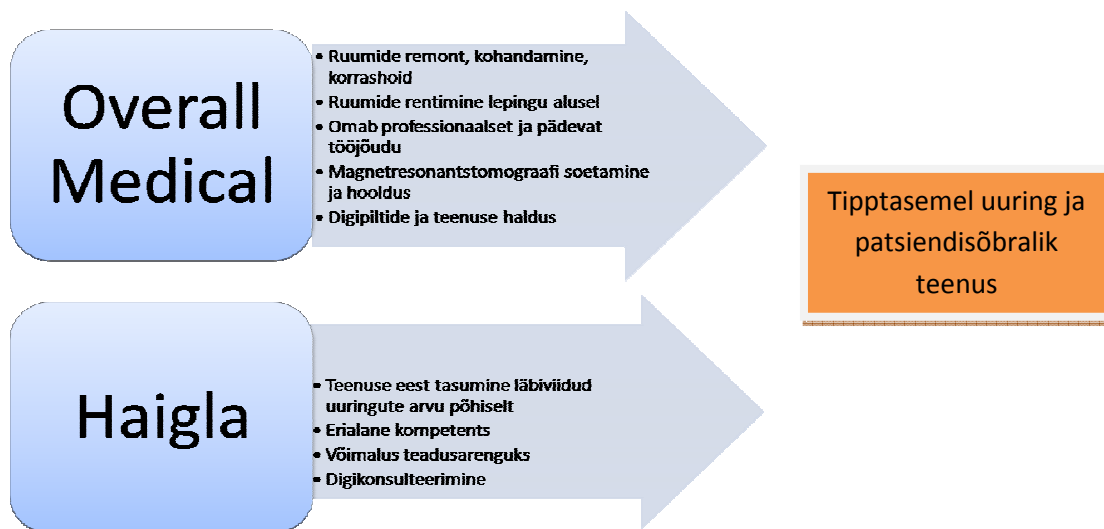 Overall
Medical
• Ruumide remont, kohandamine,
korrashoid
• Ruumide rentimine lepingu alusel
• Omab professionaalset ja pädevat
tööjõudu
• Magnetresonantstomograafi soetamine
ja hooldus
• Digipiltide ja teenuse haldus
Tipptasemel uuring ja
patsiendisõbralik
teenus
Haigla
• Teenuse eest tasumine läbiviidud
uuringute arvu põhiselt
• Erialane kompetents
• Võimalus teadusarenguks
• Digikonsulteerimine